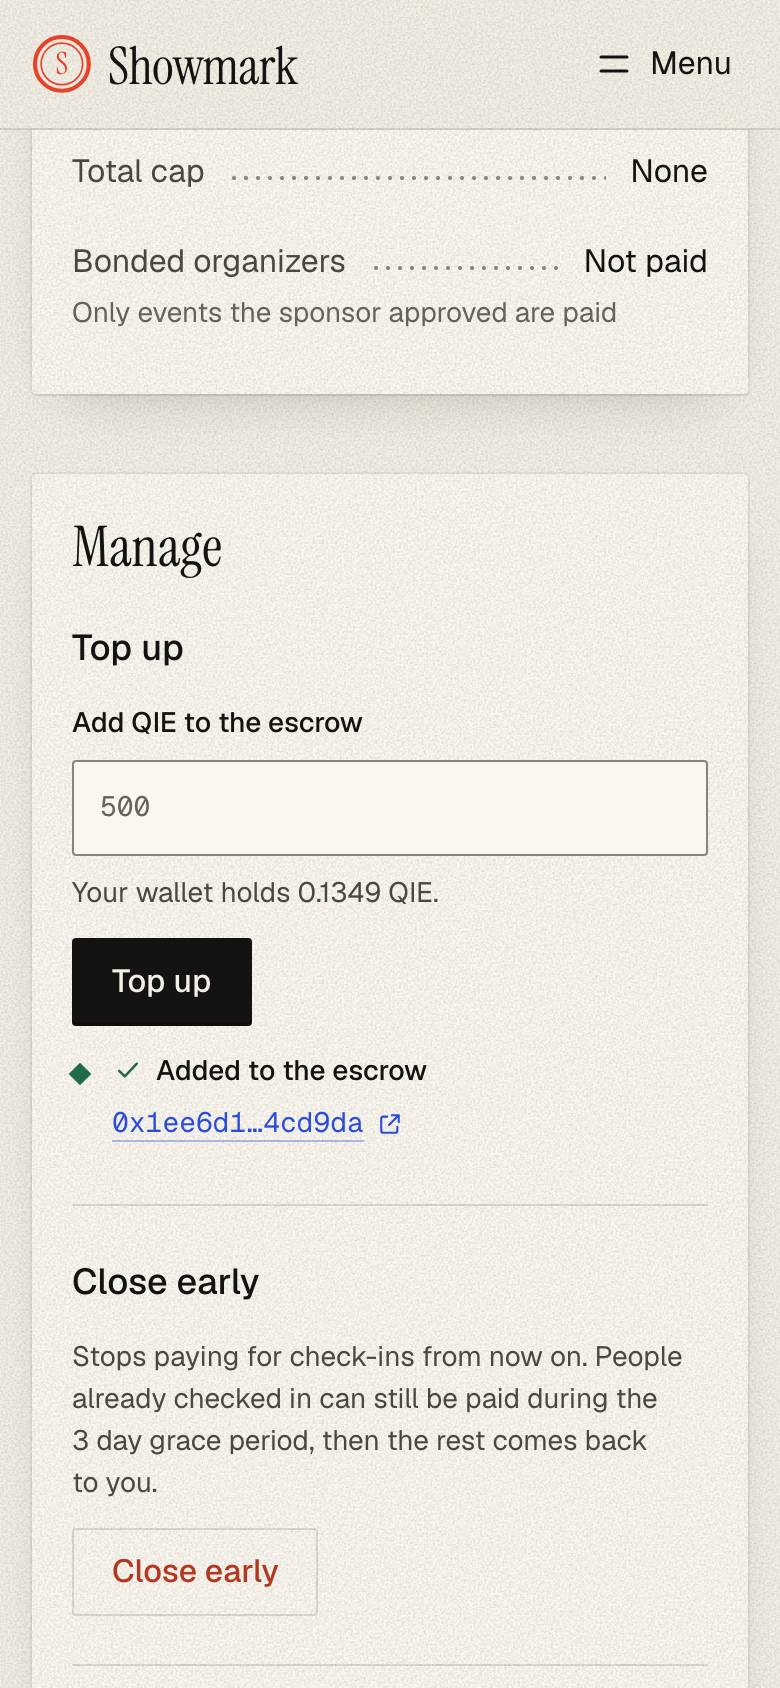 S Showmark
Menu
Total cap ................................ None
Bonded organizers ................ Not paid
Only events the sponsor approved are paid
Manage
Top up
Add QIE to the escrow
500
Your wallet holds 0.1349 QIE.
Top up
✓ Added to the escrow
0x1ee6d1…4cd9da
Close early
Stops paying for check-ins from now on. People
already checked in can still be paid during the
3 day grace period, then the rest comes back
to you.
Close early